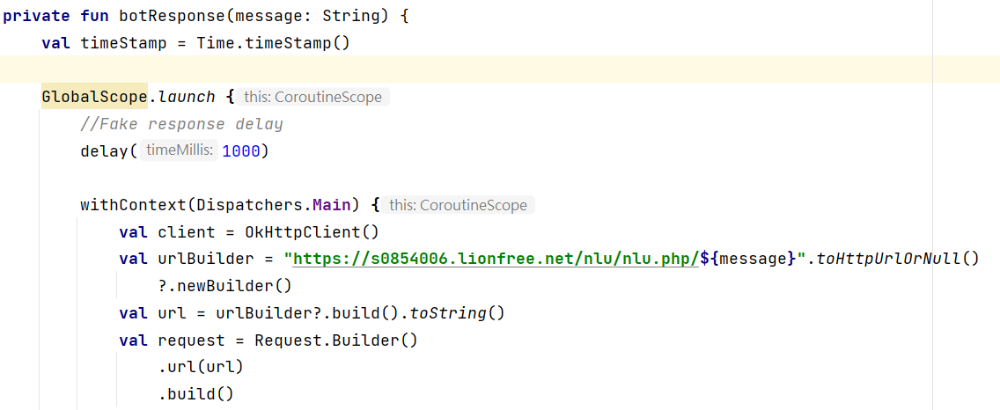 private fun botResponse(message: String) {
val timeStamp = Time.timeStamp()
GlobalScope.launch { this: CoroutineScope
//Fake response delay
delay( timeMillis: 1000)
withContext(Dispatchers.Main) { this: CoroutineScope
val client = OkHttpClient()
val urlBuilder = "https://s0854006.lionfree.net/nlu/nlu.php/${message}".toHttpUrlOrNull()
?.newBuilder()
val url = urlBuilder?.build().toString()
val request = Request.Builder()
.url(url)
.build()